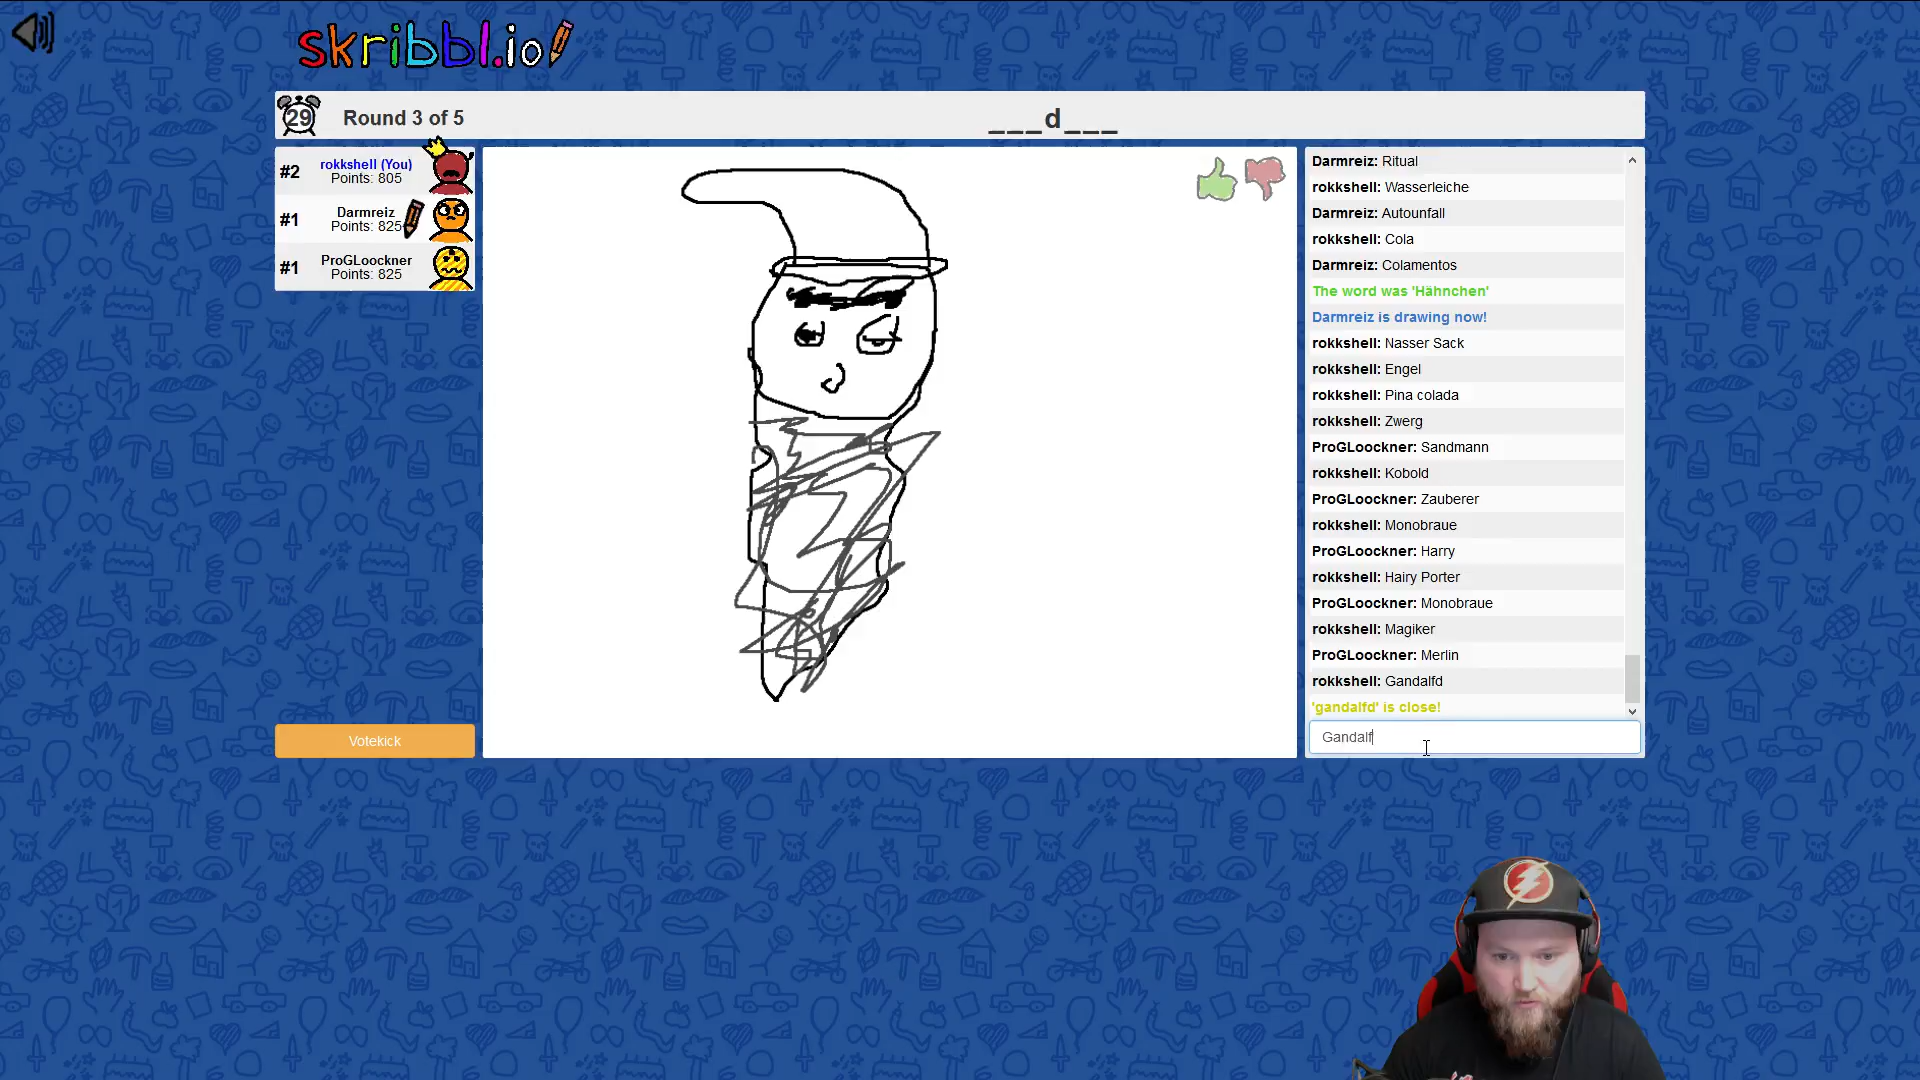 skribbl.io
29
Round 3 of 5
___d___
#2
rokkshell (You)
Points: 805
#1
Darmreiz
Points: 825
#1
ProGLoockner
Points: 825
Votekick
Darmreiz: Ritual
rokkshell: Wasserleiche
Darmreiz: Autounfall
rokkshell: Cola
Darmreiz: Colamentos
The word was 'Hähnchen'
Darmreiz is drawing now!
rokkshell: Nasser Sack
rokkshell: Engel
rokkshell: Pina colada
rokkshell: Zwerg
ProGLoockner: Sandmann
rokkshell: Kobold
ProGLoockner: Zauberer
rokkshell: Monobraue
ProGLoockner: Harry
rokkshell: Hairy Porter
ProGLoockner: Monobraue
rokkshell: Magiker
ProGLoockner: Merlin
rokkshell: Gandalfd
'gandalfd' is close!
Gandalf